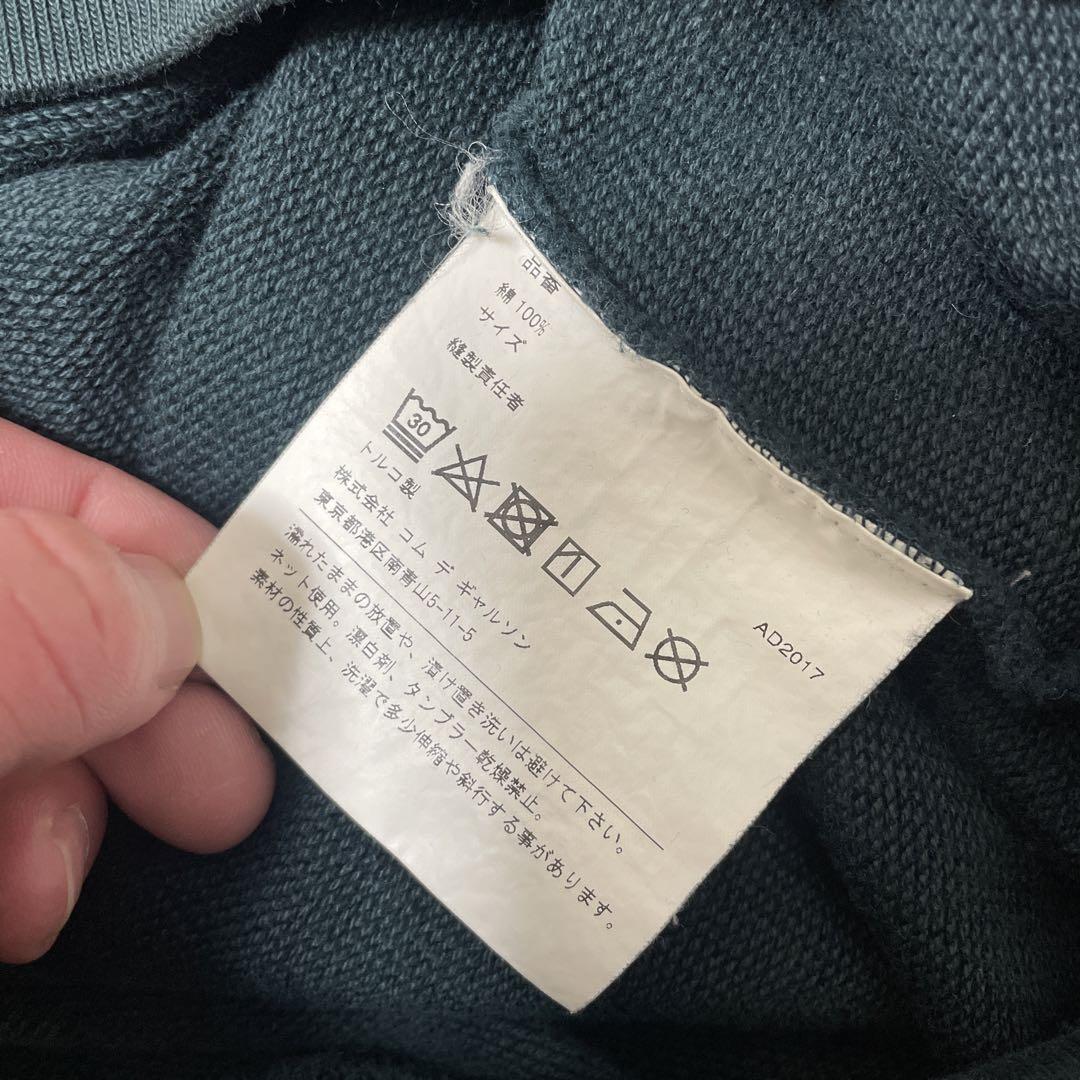 品番
綿 100%
サイズ
縫製責任者
30
トルコ製
株式会社 コム デ ギャルソン
東京都港区南青山5-11-5
AD2017
濡れたままの放置や、漬け置き洗いは避けて下さい。
ネット使用。漂白剤、タンブラー乾燥禁止。
素材の性質上、洗濯で多少伸縮や斜行する事があります。